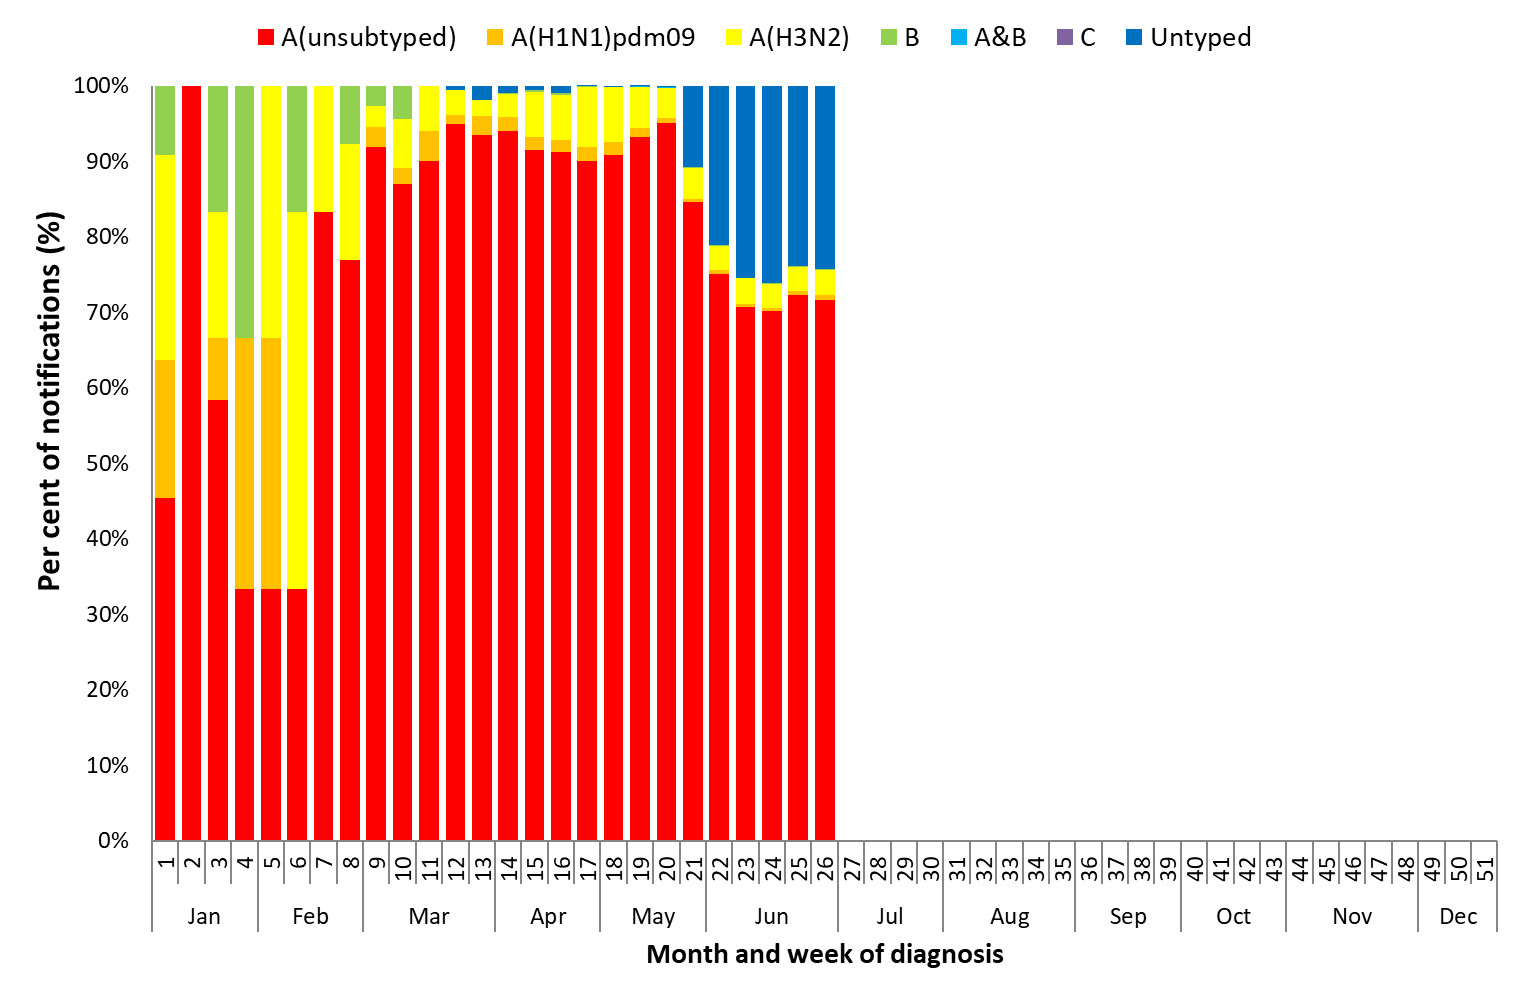 A(unsubtyped) A(H1N1)pdm09 A(H3N2) B A&B C Untyped
Per cent of notifications (%)
100%
90%
80%
70%
60%
50%
40%
30%
20%
10%
0%
1 2 3 4 5 6 7 8 9 10 11 12 13 14 15 16 17 18 19 20 21 22 23 24 25 26 27 28 29 30 31 32 33 34 35 36 37 38 39 40 41 42 43 44 45 46 47 48 49 50 51
Jan Feb Mar Apr May Jun Jul Aug Sep Oct Nov Dec
Month and week of diagnosis